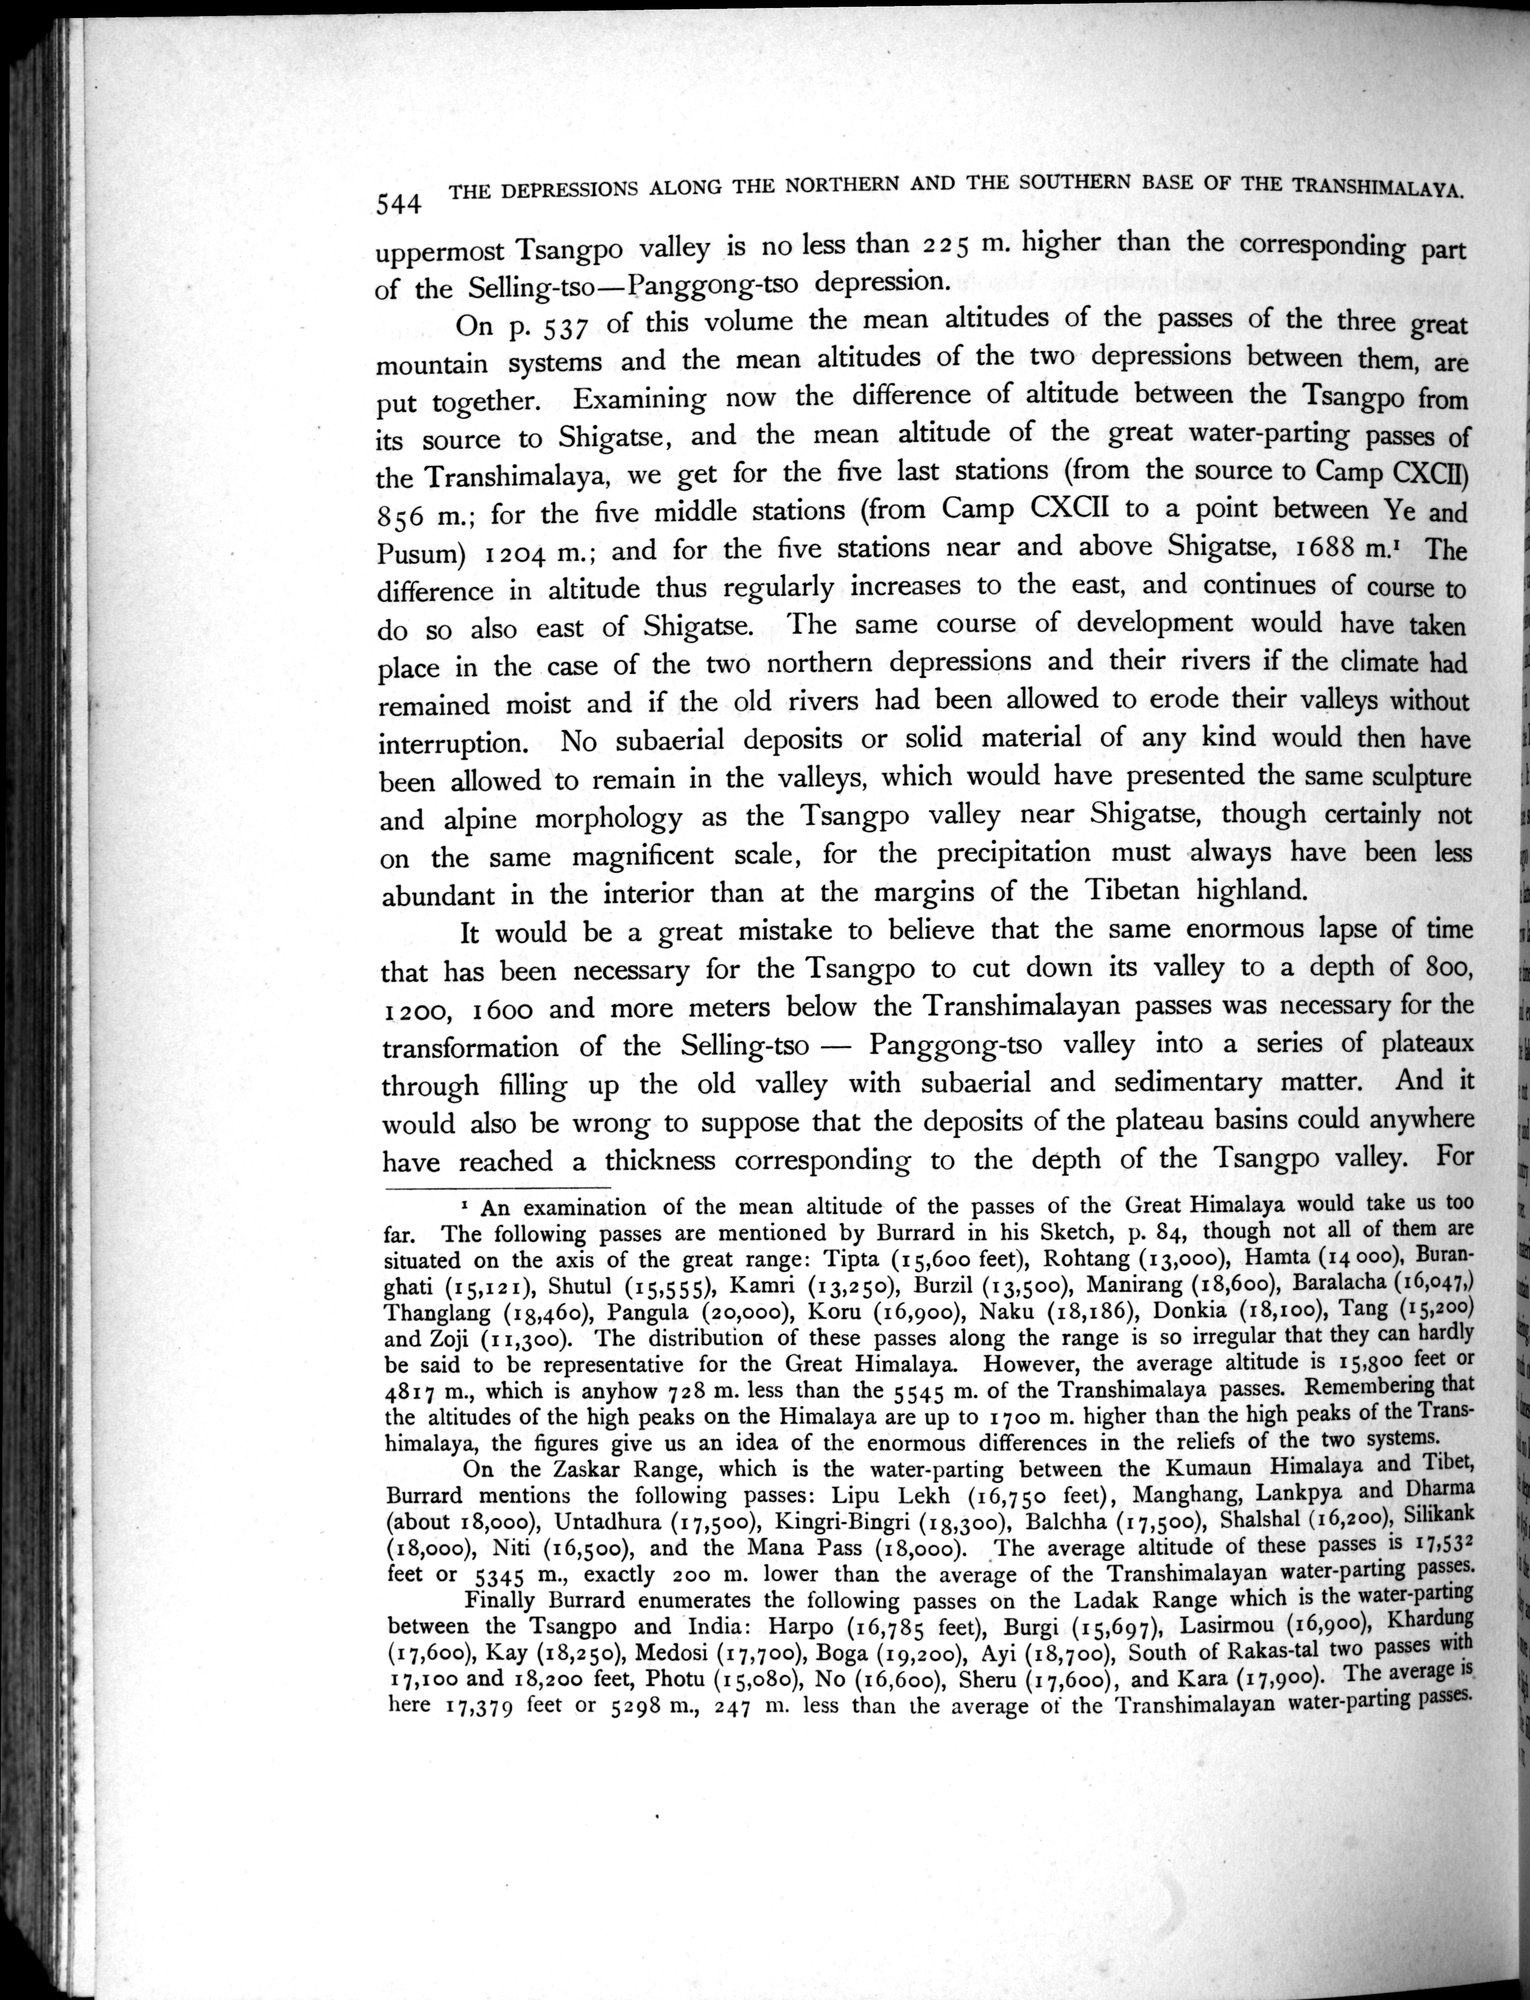 544 THE DEPRESSIONS ALONG THE NORTHERN AND THE SOUTHERN BASE OF THE TRANSHIMALAYA.
uppermost Tsangpo valley is no less than 225 m. higher than the corresponding part
of the Selling-tso—Panggong-tso depression.
On p. 537 of this volume the mean altitudes of the passes of the three great
mountain systems and the mean altitudes of the two depressions between them, are
put together. Examining now the difference of altitude between the Tsangpo from
its source to Shigatse, and the mean altitude of the great water-parting passes of
the Transhimalaya, we get for the five last stations (from the source to Camp CXCII)
856 m.; for the five middle stations (from Camp CXCII to a point between Ye and
Pusum) 1204 m.; and for the five stations near and above Shigatse, 1688 m.¹ The
difference in altitude thus regularly increases to the east, and continues of course to
do so also east of Shigatse. The same course of development would have taken
place in the case of the two northern depressions and their rivers if the climate had
remained moist and if the old rivers had been allowed to erode their valleys without
interruption. No subaerial deposits or solid material of any kind would then have
been allowed to remain in the valleys, which would have presented the same sculpture
and alpine morphology as the Tsangpo valley near Shigatse, though certainly not
on the same magnificent scale, for the precipitation must always have been less
abundant in the interior than at the margins of the Tibetan highland.
It would be a great mistake to believe that the same enormous lapse of time
that has been necessary for the Tsangpo to cut down its valley to a depth of 800,
1200, 1600 and more meters below the Transhimalayan passes was necessary for the
transformation of the Selling-tso — Panggong-tso valley into a series of plateaux
through filling up the old valley with subaerial and sedimentary matter. And it
would also be wrong to suppose that the deposits of the plateau basins could anywhere
have reached a thickness corresponding to the depth of the Tsangpo valley. For
¹ An examination of the mean altitude of the passes of the Great Himalaya would take us too
far. The following passes are mentioned by Burrard in his Sketch, p. 84, though not all of them are
situated on the axis of the great range: Tipta (15,600 feet), Rohtang (13,000), Hamta (14 000), Buran-
ghati (15,121), Shutul (15,555), Kamri (13,250), Burzil (13,500), Manirang (18,600), Baralacha (16,047,)
Thanglang (18,460), Pangula (20,000), Koru (16,900), Naku (18,186), Donkia (18,100), Tang (15,200)
and Zoji (11,300). The distribution of these passes along the range is so irregular that they can hardly
be said to be representative for the Great Himalaya. However, the average altitude is 15,800 feet or
4817 m., which is anyhow 728 m. less than the 5545 m. of the Transhimalaya passes. Remembering that
the altitudes of the high peaks on the Himalaya are up to 1700 m. higher than the high peaks of the Trans-
himalaya, the figures give us an idea of the enormous differences in the reliefs of the two systems.
On the Zaskar Range, which is the water-parting between the Kumaun Himalaya and Tibet,
Burrard mentions the following passes: Lipu Lekh (16,750 feet), Manghang, Lankpya and Dharma
(about 18,000), Untadhura (17,500), Kingri-Bingri (18,300), Balchha (17,500), Shalshal (16,200), Silikank
(18,000), Niti (16,500), and the Mana Pass (18,000). The average altitude of these passes is 17,532
feet or 5345 m., exactly 200 m. lower than the average of the Transhimalayan water-parting passes.
Finally Burrard enumerates the following passes on the Ladak Range which is the water-parting
between the Tsangpo and India: Harpo (16,785 feet), Burgi (15,697), Lasirmou (16,900), Khardung
(17,600), Kay (18,250), Medosi (17,700), Boga (19,200), Ayi (18,700), South of Rakas-tal two passes with
17,100 and 18,200 feet, Photu (15,080), No (16,600), Sheru (17,600), and Kara (17,900). The average is
here 17,379 feet or 5298 m., 247 m. less than the average of the Transhimalayan water-parting passes.